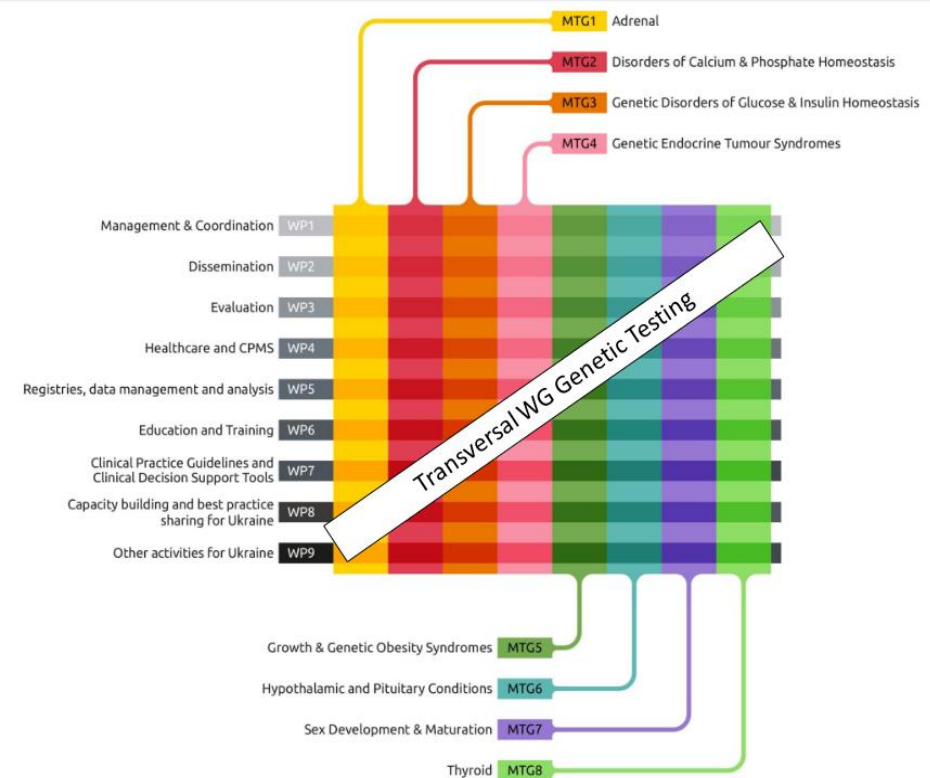 MTG1 Adrenal
MTG2 Disorders of Calcium & Phosphate Homeostasis
MTG3 Genetic Disorders of Glucose & Insulin Homeostasis
MTG4 Genetic Endocrine Tumour Syndromes
Management & Coordination WP1
Dissemination WP2
Evaluation WP3
Healthcare and CPMS WP4
Registries, data management and analysis WP5
Education and Training WP6
Clinical Practice Guidelines and
Clinical Decision Support Tools WP7
Capacity building and best practice
sharing for Ukraine WP8
Other activities for Ukraine WP9
Transversal WG Genetic Testing
Growth & Genetic Obesity Syndromes MTG5
Hypothalamic and Pituitary Conditions MTG6
Sex Development & Maturation MTG7
Thyroid MTG8